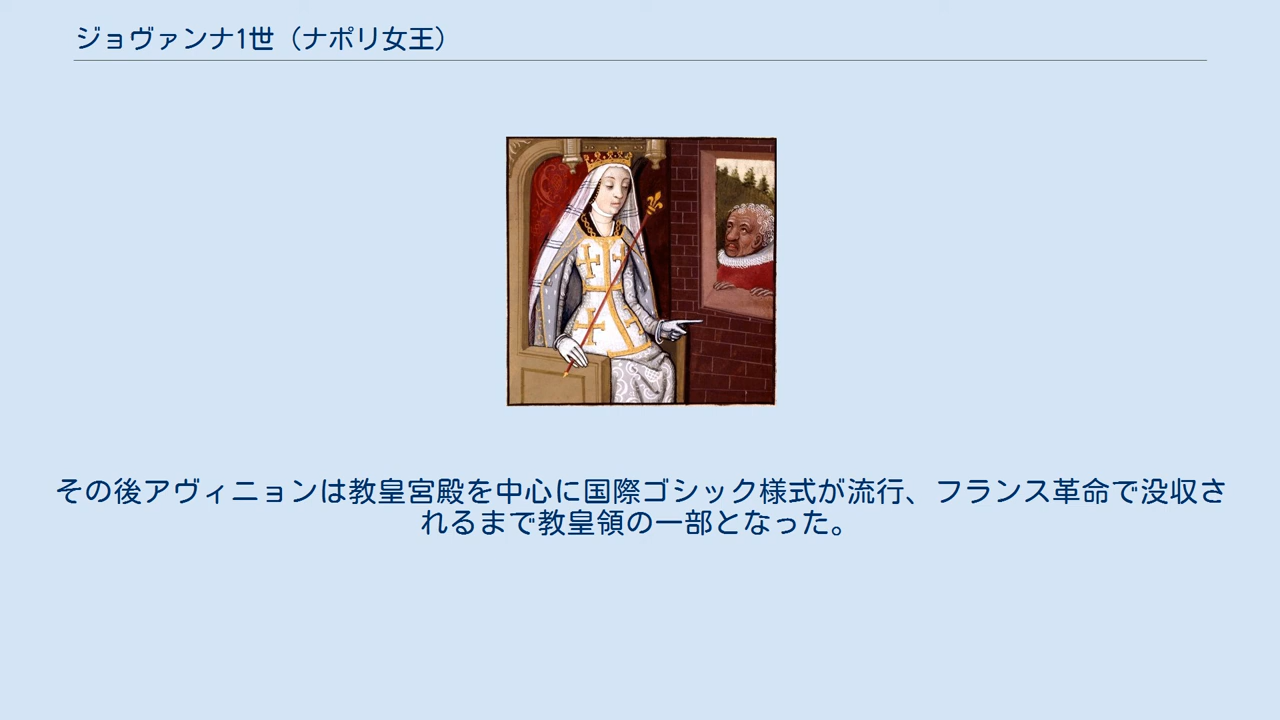 ジョヴァンナ1世（ナポリ女王）
その後アヴィニョンは教皇宮殿を中心に国際ゴシック様式が流行、フランス革命で没収さ
れるまで教皇領の一部となった。